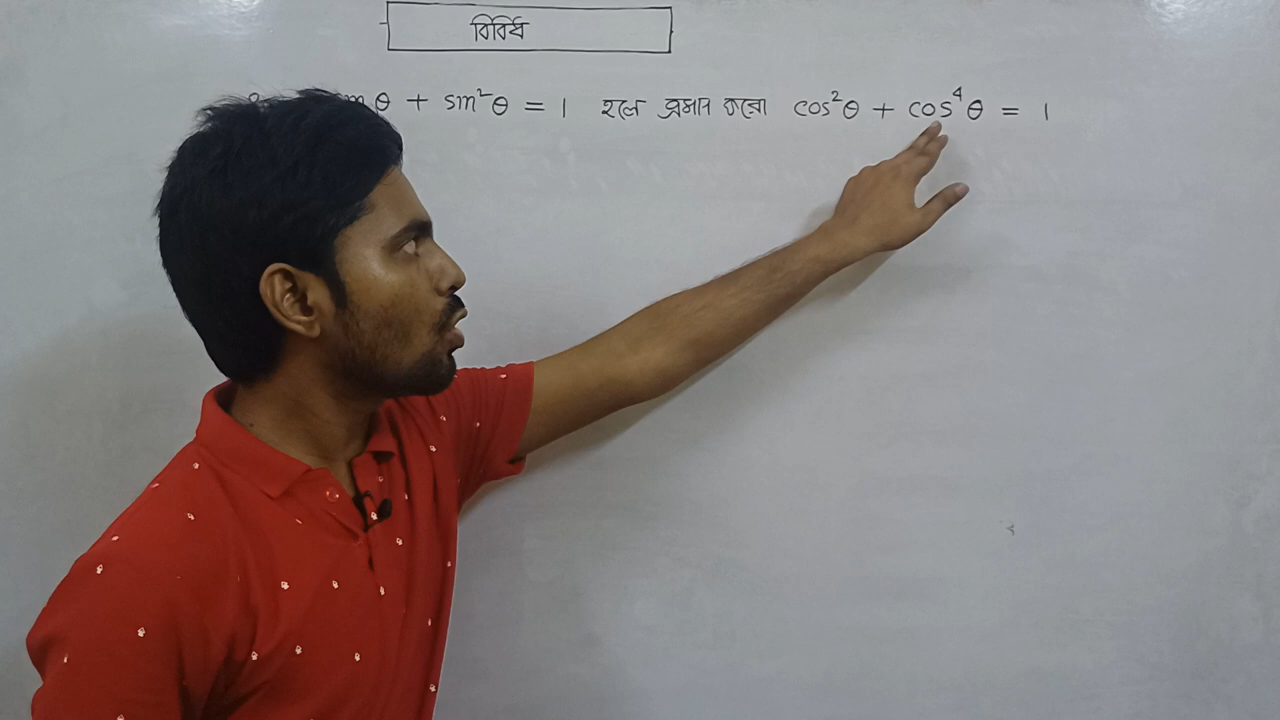 বিবিধ
θ + sin²θ = 1 হলে প্রমাণ করো cos²θ + cos⁴θ = 1